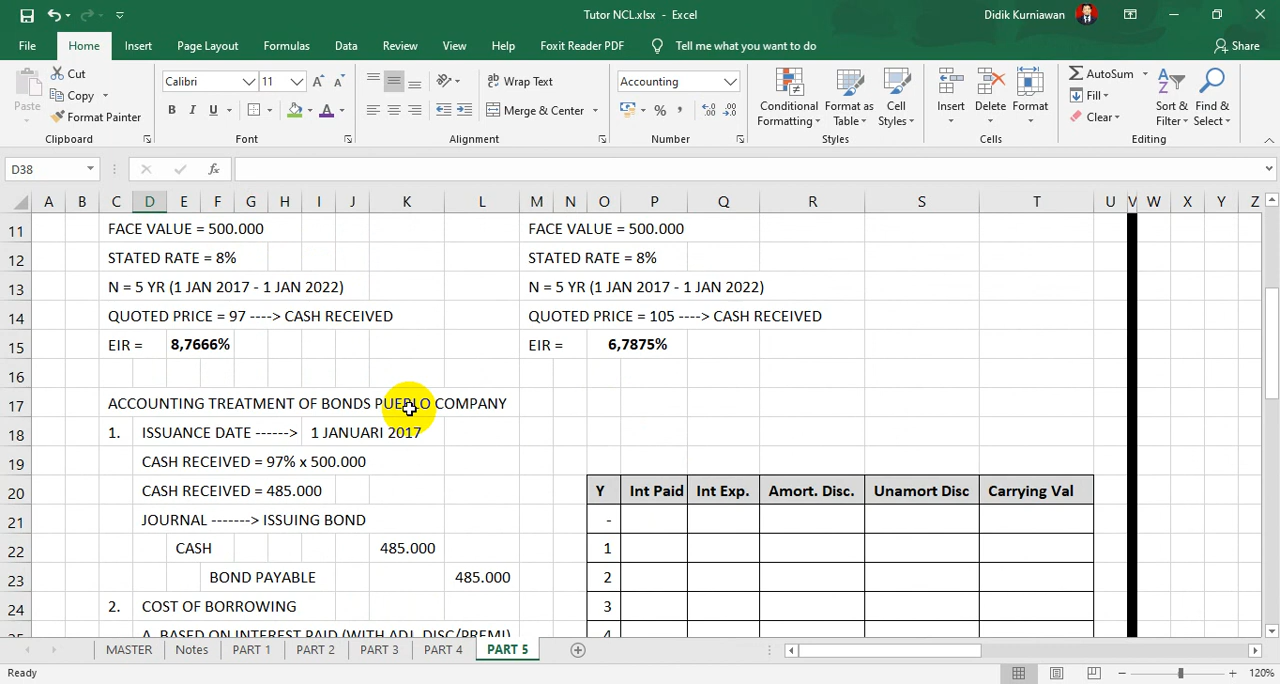 Tutor NCL.xlsx - Excel
Didik Kurniawan
File Home Insert Page Layout Formulas Data Review View Help Foxit Reader PDF Tell me what you want to do Share
Paste Cut Copy Format Painter Clipboard
Calibri 11 A A B I U A Font
ab Wrap Text Merge & Center Alignment
Accounting % , Number
Conditional Formatting Format as Table Cell Styles Styles
Insert Delete Format Cells
AutoSum Fill Clear Sort & Filter Find & Select Editing
D38 fx
A B C D E F G H I J K L M N O P Q R S T U V W X Y Z
11 FACE VALUE = 500.000 FACE VALUE = 500.000
12 STATED RATE = 8% STATED RATE = 8%
13 N = 5 YR (1 JAN 2017 - 1 JAN 2022) N = 5 YR (1 JAN 2017 - 1 JAN 2022)
14 QUOTED PRICE = 97 ----> CASH RECEIVED QUOTED PRICE = 105 ----> CASH RECEIVED
15 EIR = 8,7666% EIR = 6,7875%
16
17 ACCOUNTING TREATMENT OF BONDS PUEBLO COMPANY
18 1. ISSUANCE DATE ------> 1 JANUARI 2017
19 CASH RECEIVED = 97% x 500.000
20 CASH RECEIVED = 485.000 Y Int Paid Int Exp. Amort. Disc. Unamort Disc Carrying Val
21 JOURNAL -------> ISSUING BOND -
22 CASH 485.000 1
23 BOND PAYABLE 485.000 2
24 2. COST OF BORROWING 3
25 A. BASED ON INTEREST PAID (WITH ADJ. DISC/PREMI) 4
MASTER Notes PART 1 PART 2 PART 3 PART 4 PART 5
Ready 120%